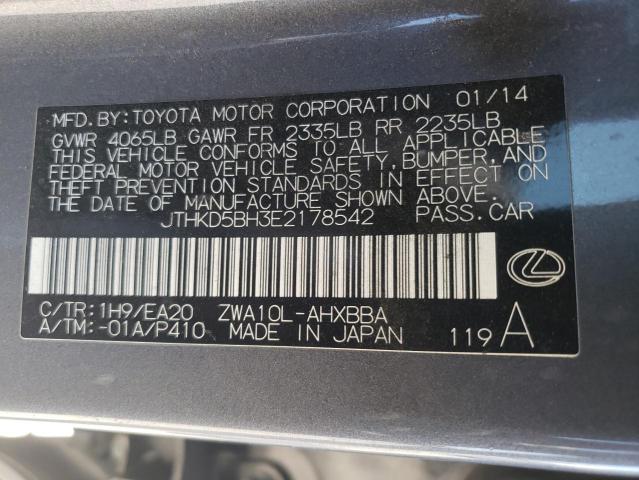 MFD. BY: TOYOTA MOTOR CORPORATION 01/14
GVWR 4065LB GAWR FR 2335LB RR 2235LB
THIS VEHICLE CONFORMS TO ALL APPLICABLE
FEDERAL MOTOR VEHICLE SAFETY, BUMPER, AND
THEFT PREVENTION STANDARDS IN EFFECT ON
THE DATE OF MANUFACTURE SHOWN ABOVE.
JTHKD5BH3E2178542 PASS. CAR
C/TR: 1H9/EA20 ZWA10L-AHXBBA
A/TM: -01A/P410 MADE IN JAPAN 119 A